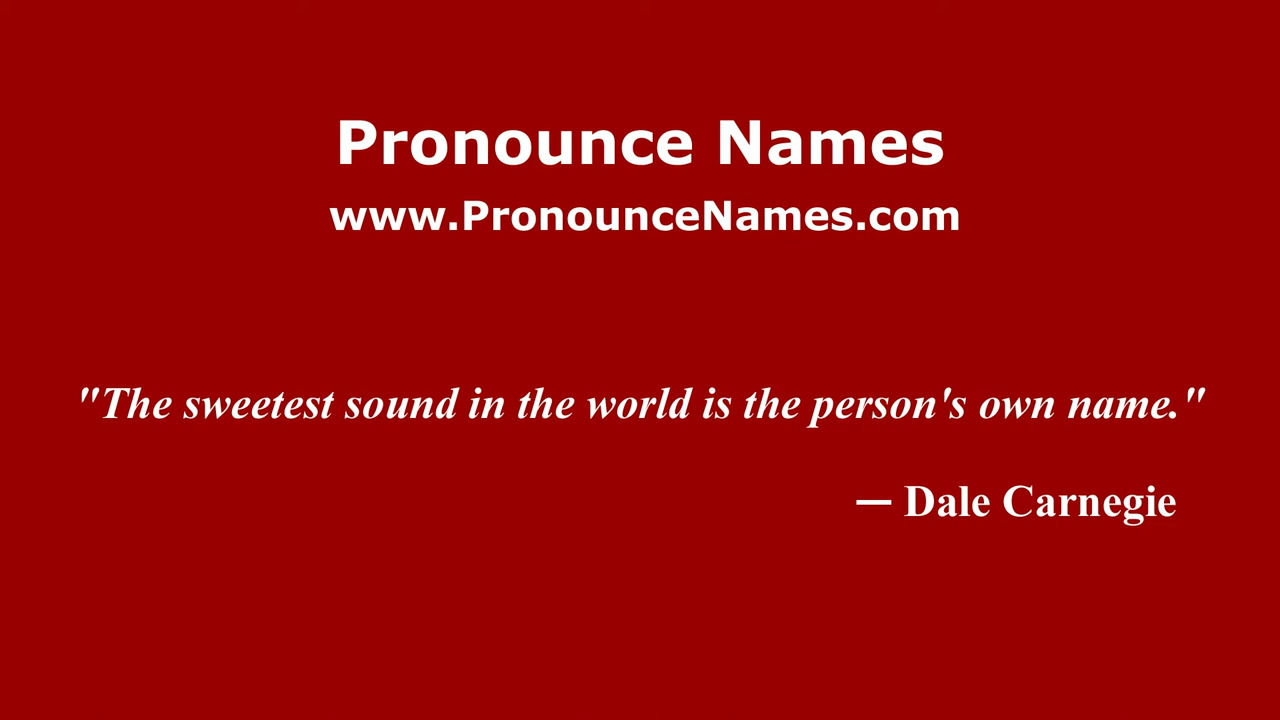 Pronounce Names
www.PronounceNames.com
"The sweetest sound in the world is the person's own name."
— Dale Carnegie